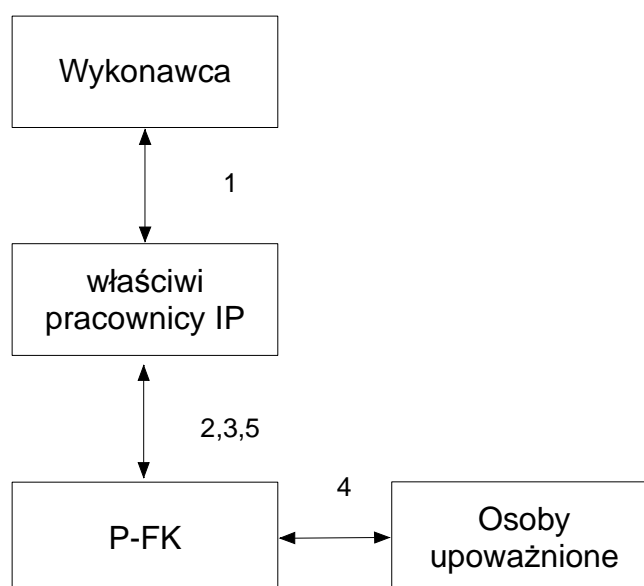 Wykonawca
1
właściwi
pracownicy IP
2,3,5
4
P-FK
Osoby
upoważnione